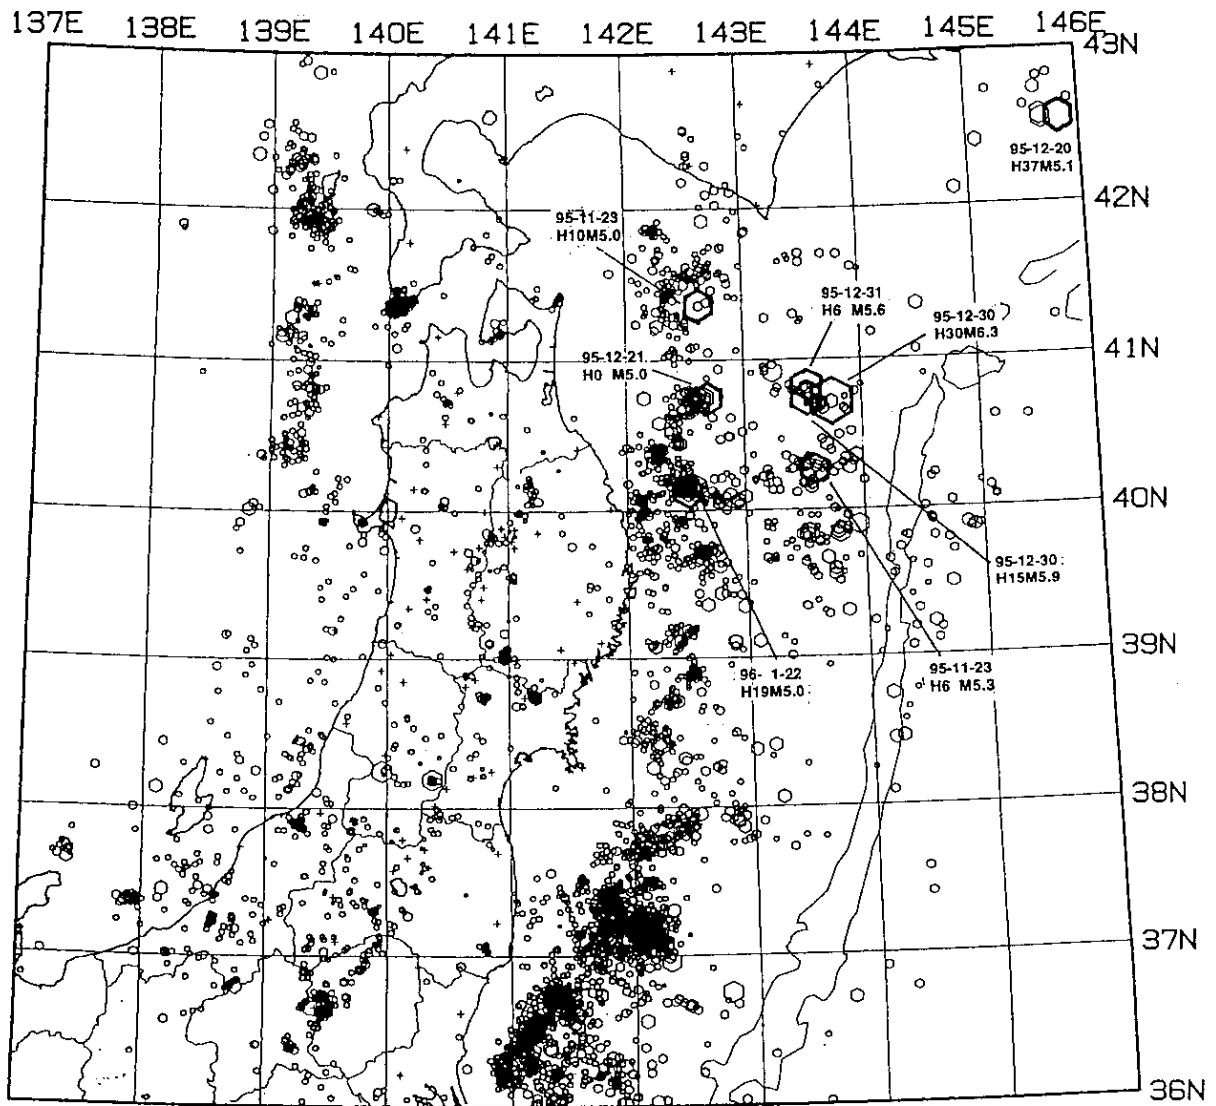 137E 138E 139E 140E 141E 142E 143E 144E 145E 146E
43N
95-12-20
H37M5.1
42N
95-11-23
H10M5.0
95-12-31
H6 M5.6
95-12-30
H30M6.3
41N
95-12-21
H0 M5.0
40N
95-12-30
H15M5.9
39N
96- 1-22
H19M5.0
95-11-23
H6 M5.3
38N
37N
36N